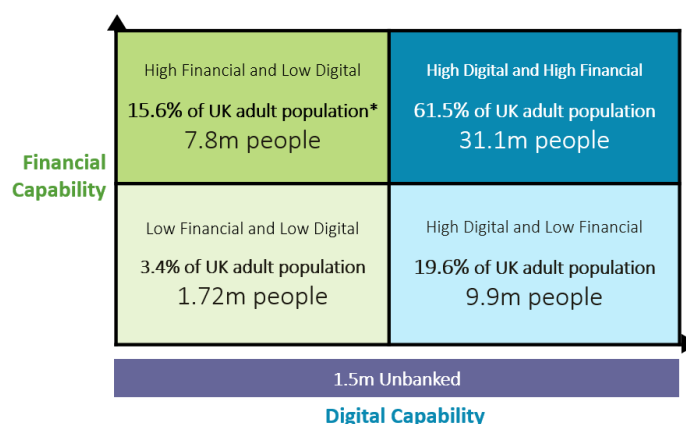 High Financial and Low Digital
15.6% of UK adult population*
7.8m people
High Digital and High Financial
61.5% of UK adult population
31.1m people
Financial
Capability
Low Financial and Low Digital
3.4% of UK adult population
1.72m people
High Digital and Low Financial
19.6% of UK adult population
9.9m people
1.5m Unbanked
Digital Capability